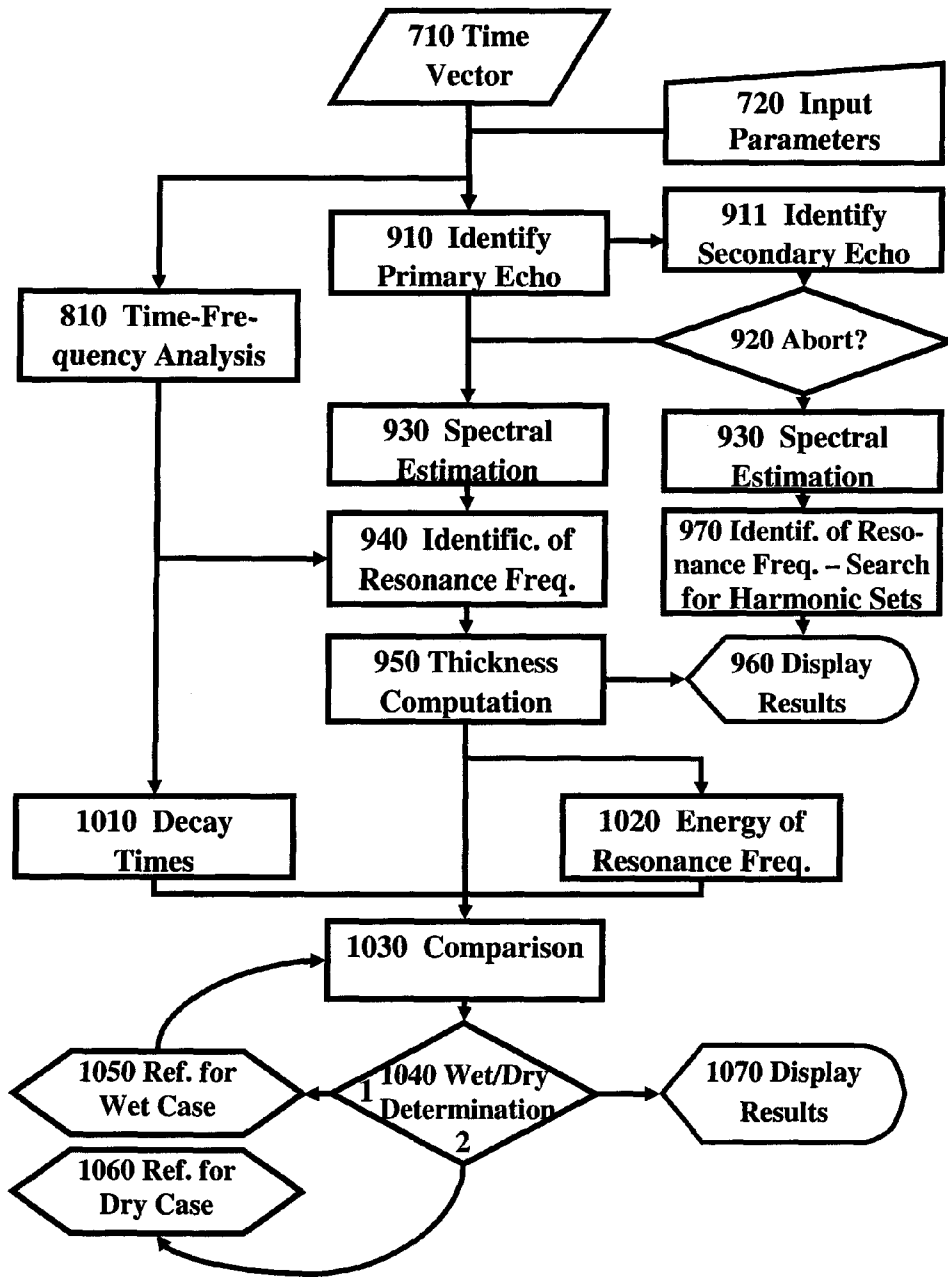 710 Time
Vector
720 Input
Parameters
910 Identify
Primary Echo
911 Identify
Secondary Echo
810 Time-Fre-
quency Analysis
920 Abort?
930 Spectral
Estimation
930 Spectral
Estimation
940 Identific. of
Resonance Freq.
970 Identif. of Reso-
nance Freq. – Search
for Harmonic Sets
950 Thickness
Computation
960 Display
Results
1010 Decay
Times
1020 Energy of
Resonance Freq.
1030 Comparison
1050 Ref. for
Wet Case
1
1040 Wet/Dry
Determination
2
1070 Display
Results
1060 Ref. for
Dry Case